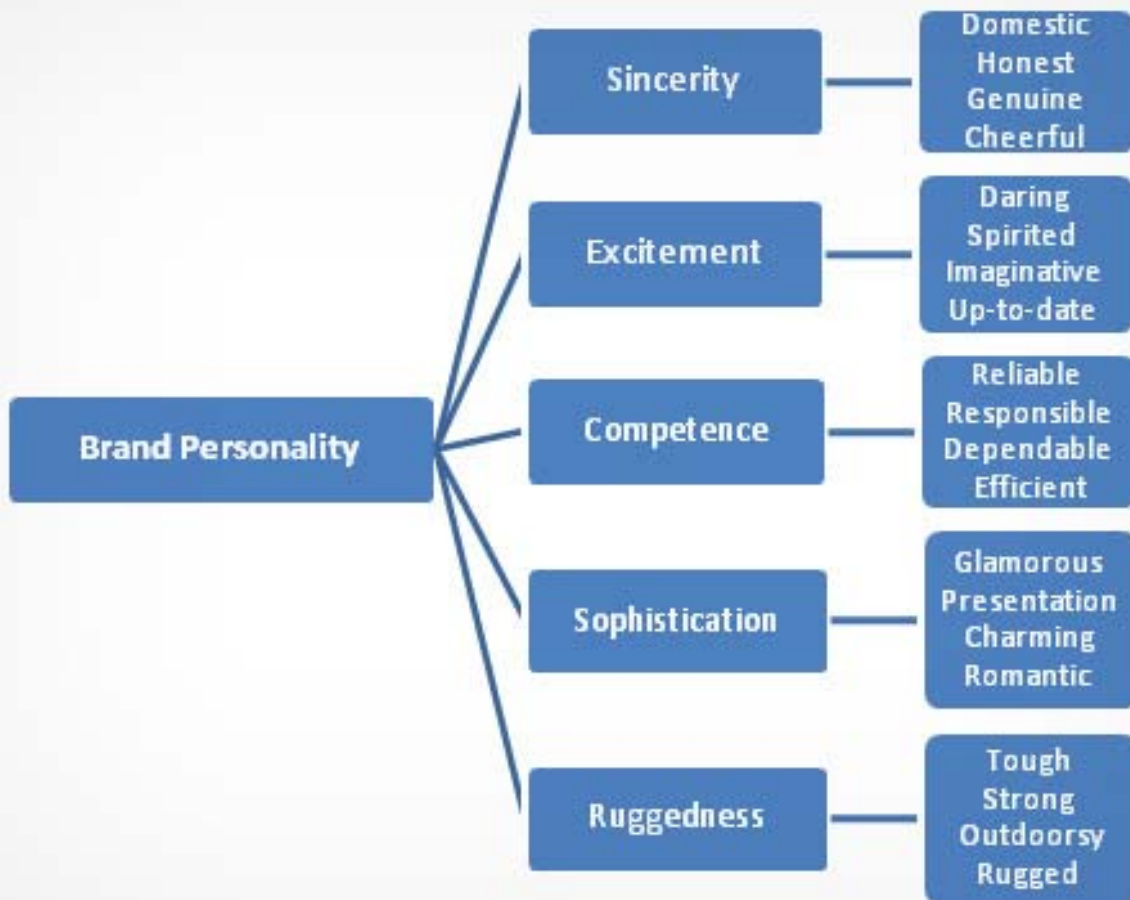 Brand Personality
Sincerity
Domestic
Honest
Genuine
Cheerful
Excitement
Daring
Spirited
Imaginative
Up-to-date
Competence
Reliable
Responsible
Dependable
Efficient
Sophistication
Glamorous
Presentation
Charming
Romantic
Ruggedness
Tough
Strong
Outdoorsy
Rugged